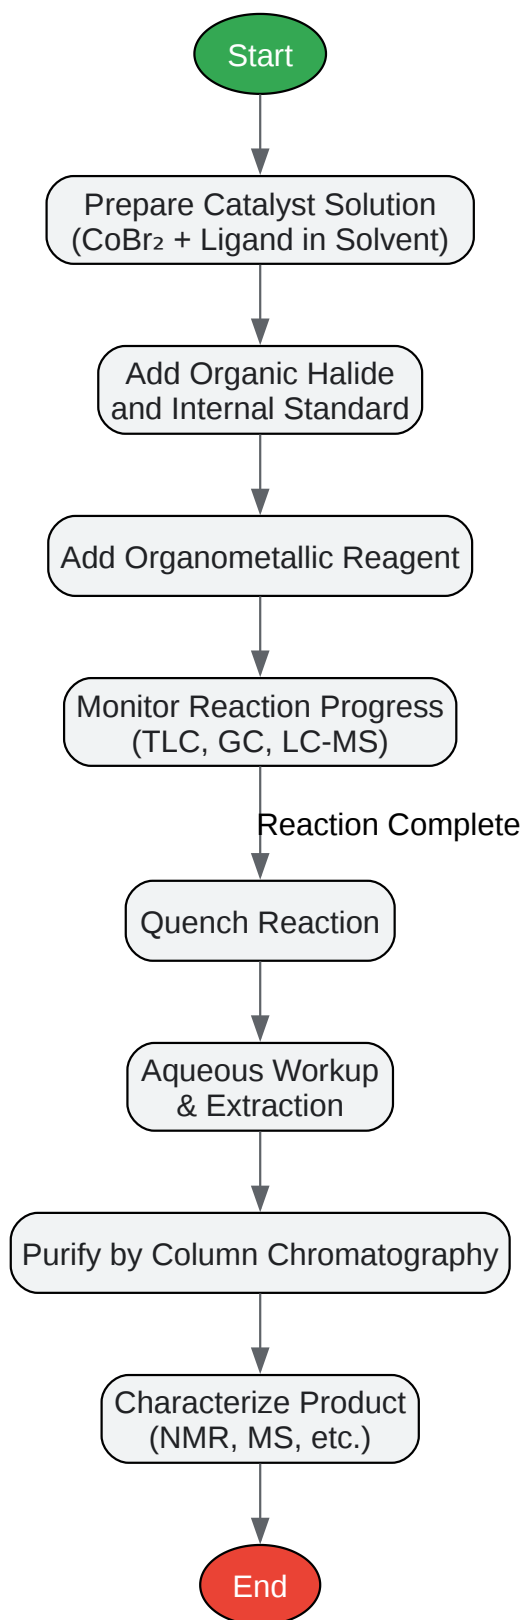 Start
Prepare Catalyst Solution
(CoBr₂ + Ligand in Solvent)
Add Organic Halide
and Internal Standard
Add Organometallic Reagent
Monitor Reaction Progress
(TLC, GC, LC-MS)
Reaction Complete
Quench Reaction
Aqueous Workup
& Extraction
Purify by Column Chromatography
Characterize Product
(NMR, MS, etc.)
End